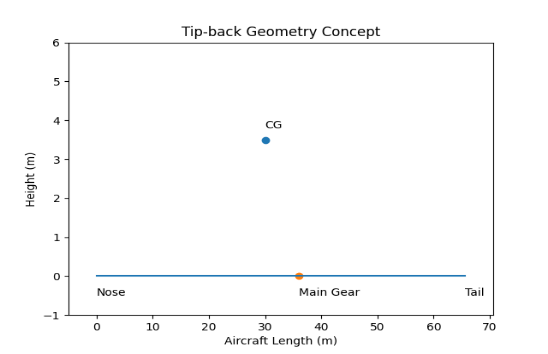 Tip-back Geometry Concept
6
5
4
3
2
1
0
−1
Height (m)
CG
Nose
Main Gear
Tail
0
10
20
30
40
50
60
70
Aircraft Length (m)